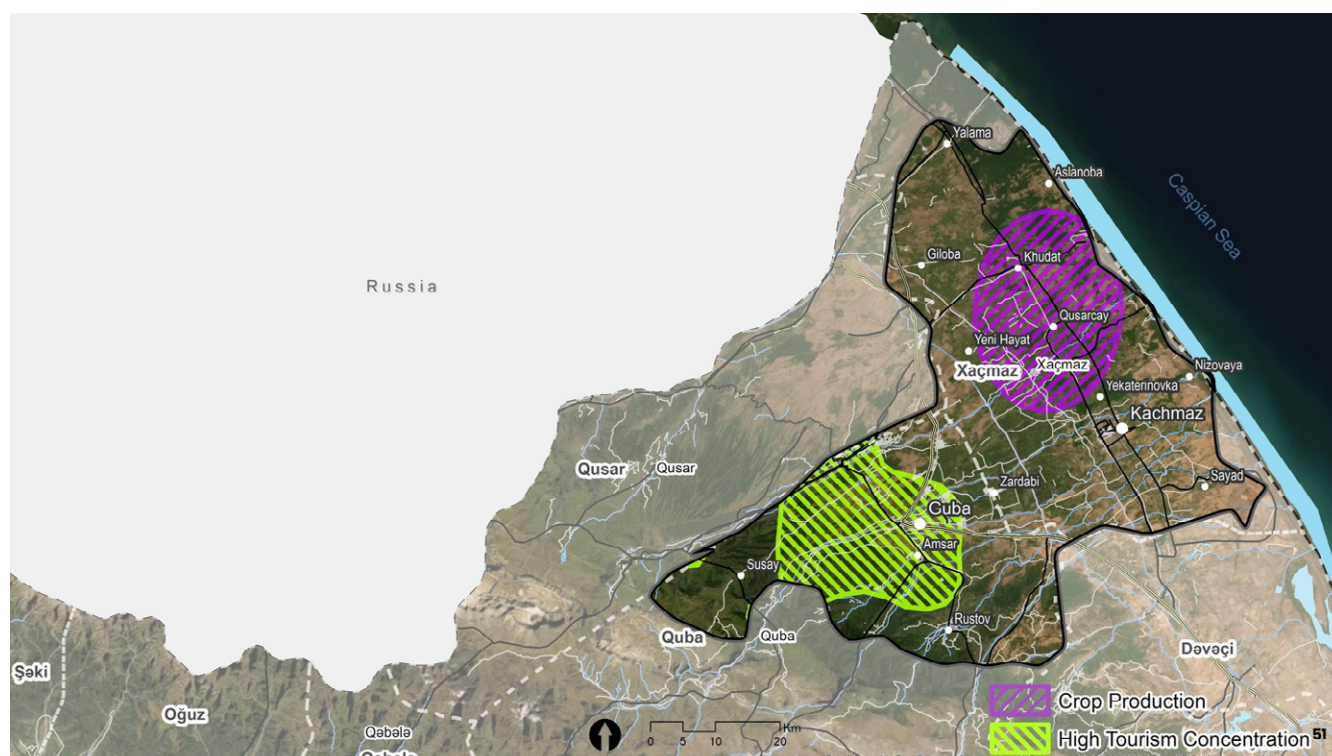 Yalama
Aslanoba
Caspian Sea
Giloba
Khudat
Russia
Qusarcay
Yeni Hayat
Xaçmaz
Xaçmaz
Nizovaya
Yekaterinovka
Kachmaz
Qusar
Qusar
Sayad
Zardabi
Guba
Amsar
Susay
Rustov
Quba
Quba
Dəvəçi
Şəki
Oğuz
Qəbələ
Crop Production
High Tourism Concentration
51
Km
0 5 10 20